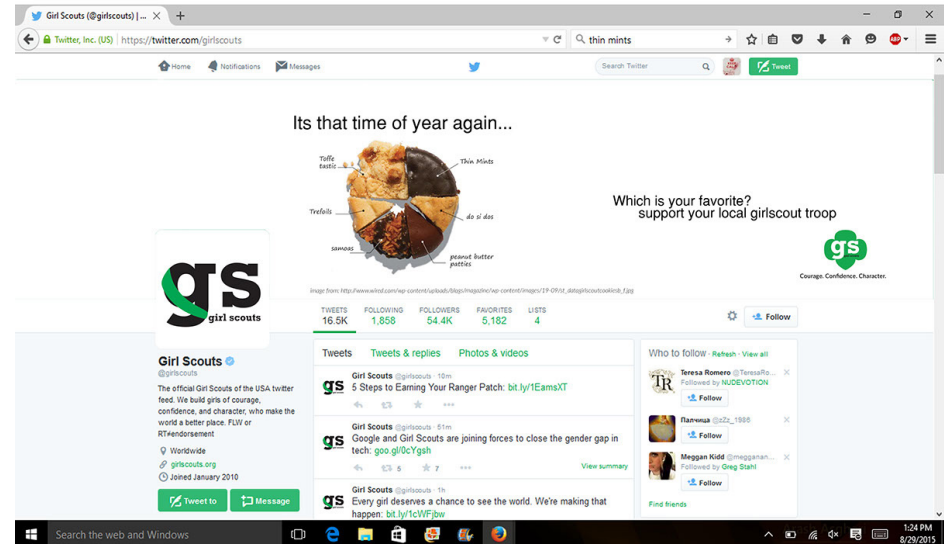 Girl Scouts (@girlscouts) | ...
Twitter, Inc. (US) https://twitter.com/girlscouts
thin mints
ABP
Home Notifications Messages
Search Twitter
Tweet
Its that time of year again...
Toffe
tastic
Thin Mints
Trefoils
do si dos
samoas
peanut butter
patties
Which is your favorite?
support your local girlscout troop
gs
Courage. Confidence. Character.
gs
girl scouts
TWEETS FOLLOWING FOLLOWERS FAVORITES LISTS
16.5K 1,858 54.4K 5,182 4
Follow
Girl Scouts
@girlscouts
The official Girl Scouts of the USA twitter
feed. We build girls of courage,
confidence, and character, who make the
world a better place. FLW or
RT≠endorsement
Worldwide
girlscouts.org
Joined January 2010
Tweet to
Message
Tweets Tweets & replies Photos & videos
gs
Girl Scouts @girlscouts · 10m
5 Steps to Earning Your Ranger Patch: bit.ly/1EamsXT
gs
Girl Scouts @girlscouts · 51m
Google and Girl Scouts are joining forces to close the gender gap in
tech: goo.gl/0cYgsh
5 7
View summary
gs
Girl Scouts @girlscouts · 1h
Every girl deserves a chance to see the world. We're making that
happen: bit.ly/1cWFjbw
Who to follow · Refresh · View all
TR
Teresa Romero @TeresaRo...
Followed by NUDEVOTION
Follow
Палчица @zZz_1986
Follow
Meggan Kidd @megganan...
Followed by Greg Stahl
Follow
Find friends
Search the web and Windows
1:24 PM
8/29/2015